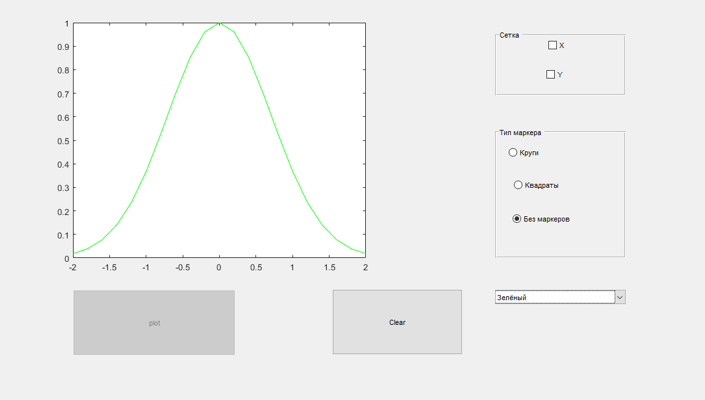 1
0.9
0.8
0.7
0.6
0.5
0.4
0.3
0.2
0.1
0
-2 -1.5 -1 -0.5 0 0.5 1 1.5 2
plot
Clear
Сетка
X
Y
Тип маркера
Круги
Квадраты
Без маркеров
Зелёный